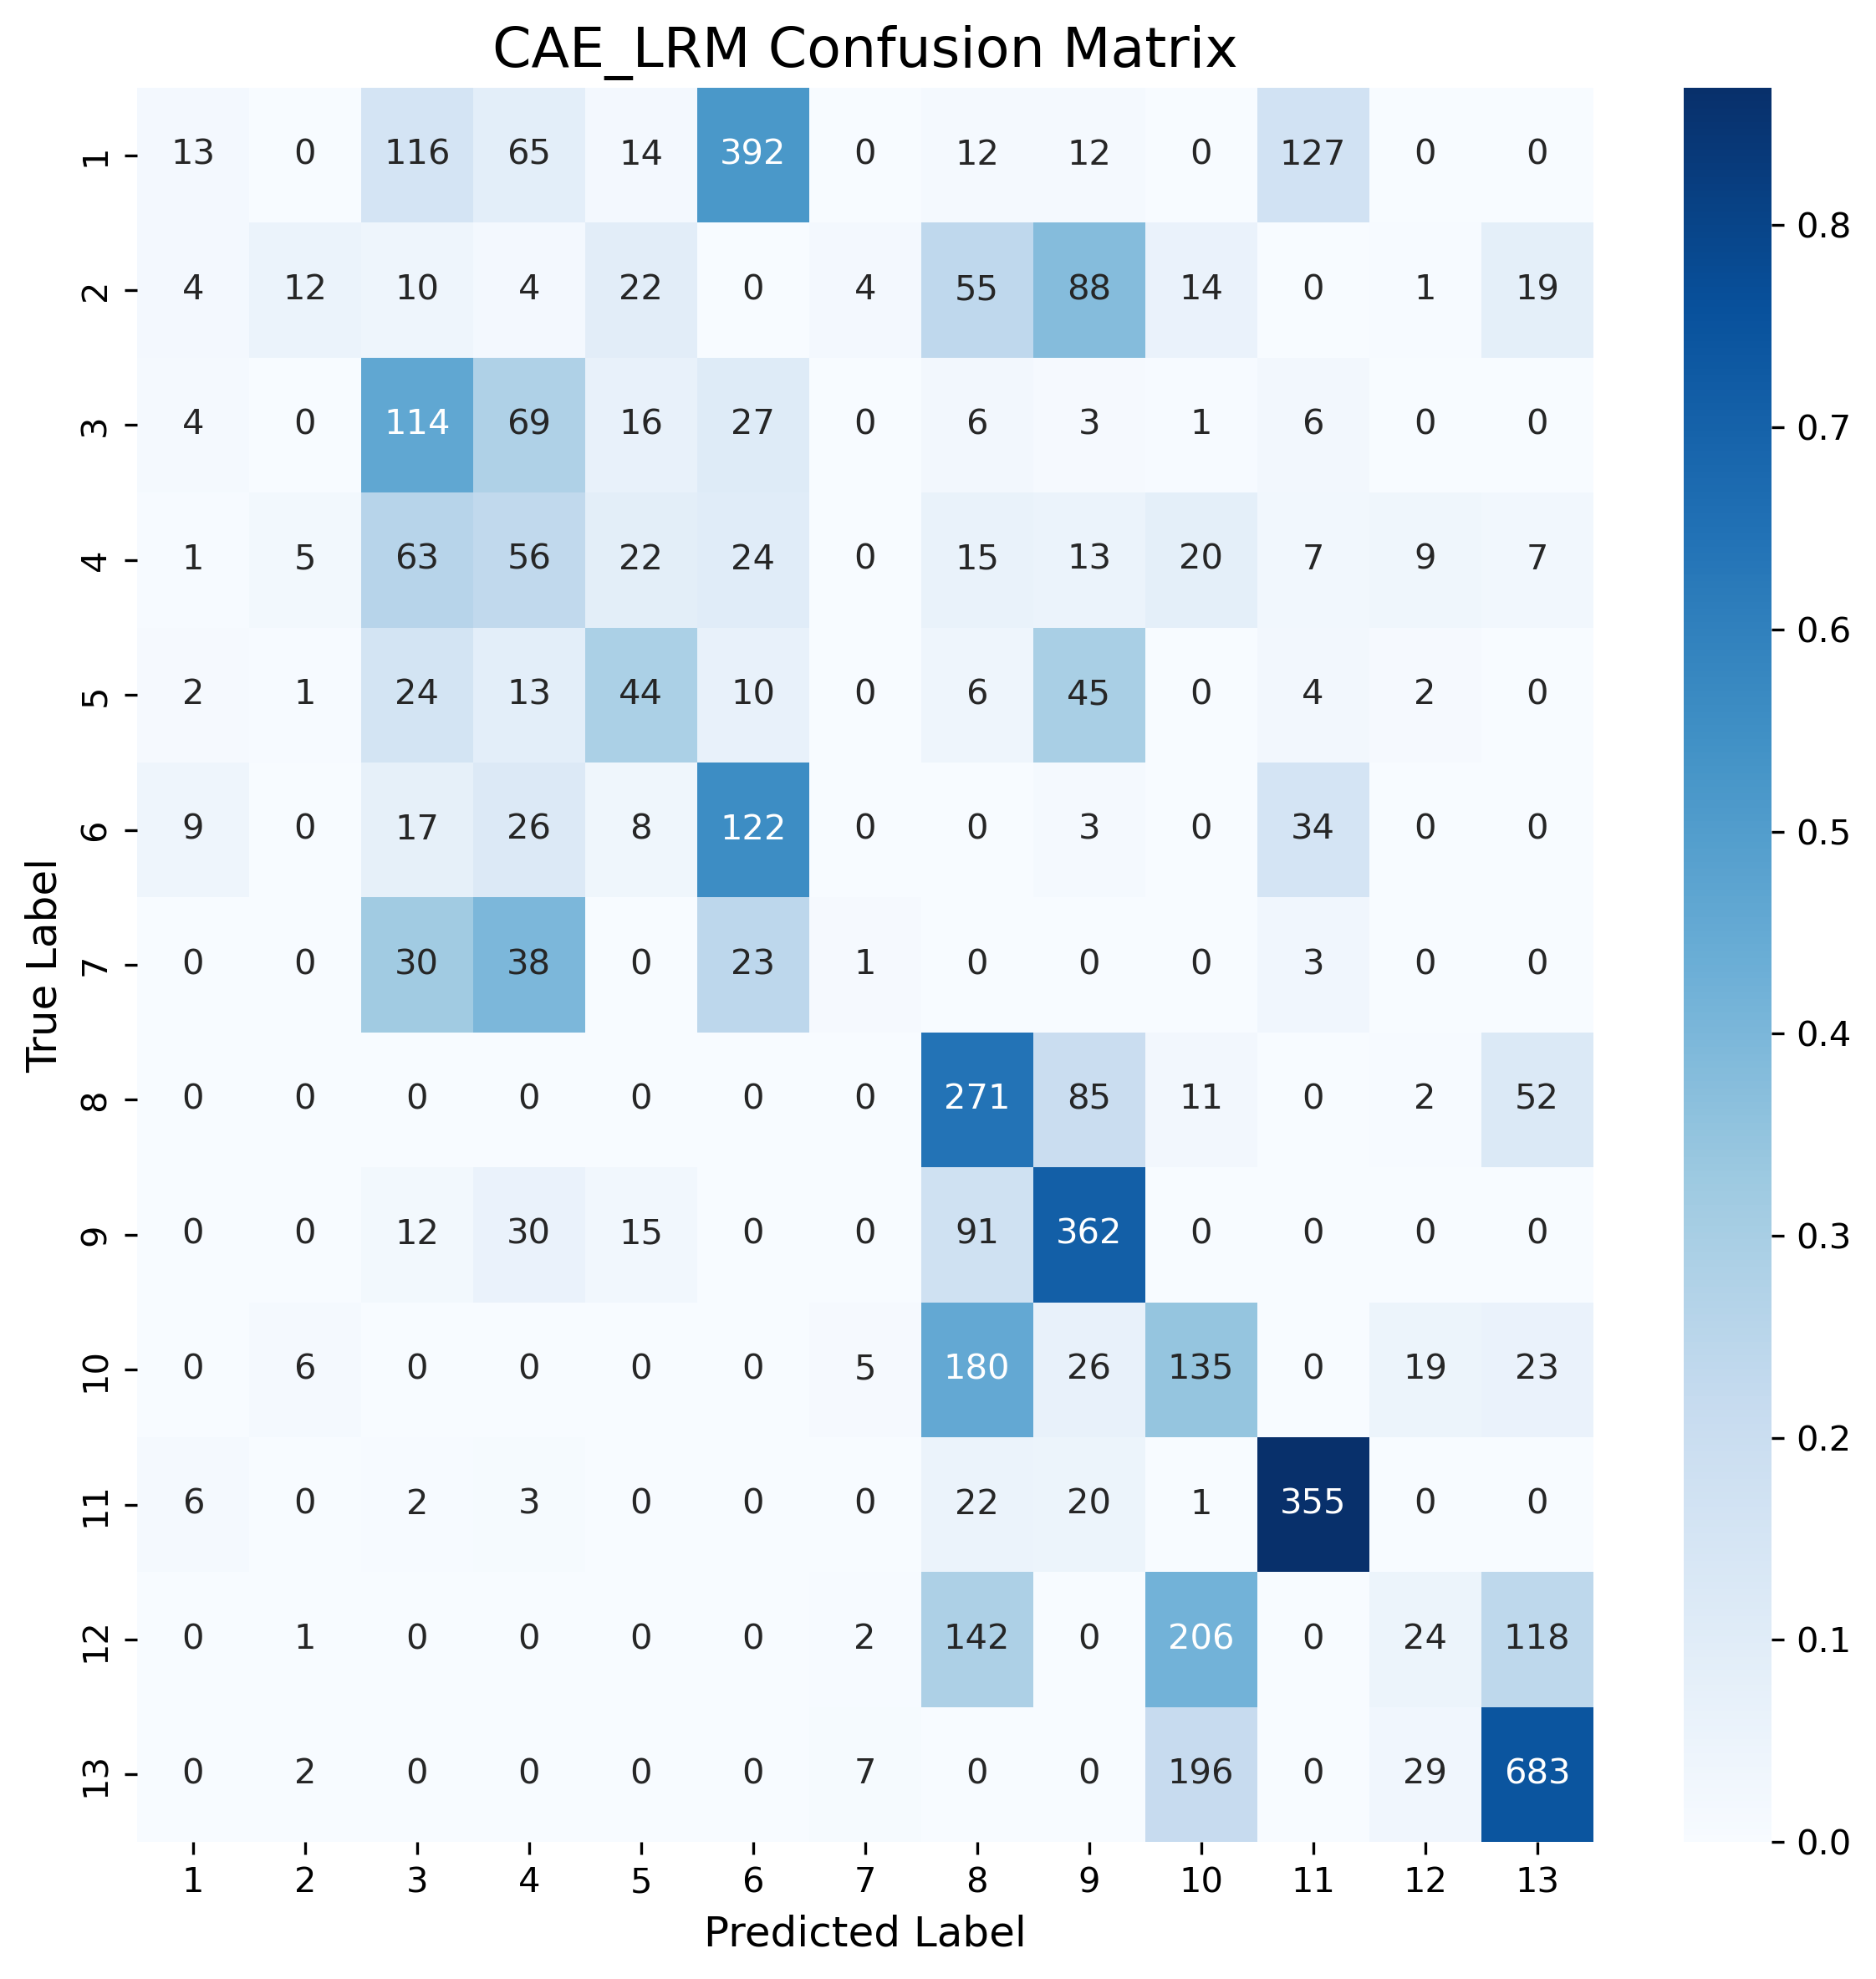 CAE_LRM Confusion Matrix
1 13 0 116 65 14 392 0 12 12 0 127 0 0
2 4 12 10 4 22 0 4 55 88 14 0 1 19
3 4 0 114 69 16 27 0 6 3 1 6 0 0
4 1 5 63 56 22 24 0 15 13 20 7 9 7
5 2 1 24 13 44 10 0 6 45 0 4 2 0
6 9 0 17 26 8 122 0 0 3 0 34 0 0
7 0 0 30 38 0 23 1 0 0 0 3 0 0
8 0 0 0 0 0 0 0 271 85 11 0 2 52
9 0 0 12 30 15 0 0 91 362 0 0 0 0
10 0 6 0 0 0 0 5 180 26 135 0 19 23
11 6 0 2 3 0 0 0 22 20 1 355 0 0
12 0 1 0 0 0 0 2 142 0 206 0 24 118
13 0 2 0 0 0 0 7 0 0 196 0 29 683
1 2 3 4 5 6 7 8 9 10 11 12 13
Predicted Label
True Label
0.8
0.7
0.6
0.5
0.4
0.3
0.2
0.1
0.0